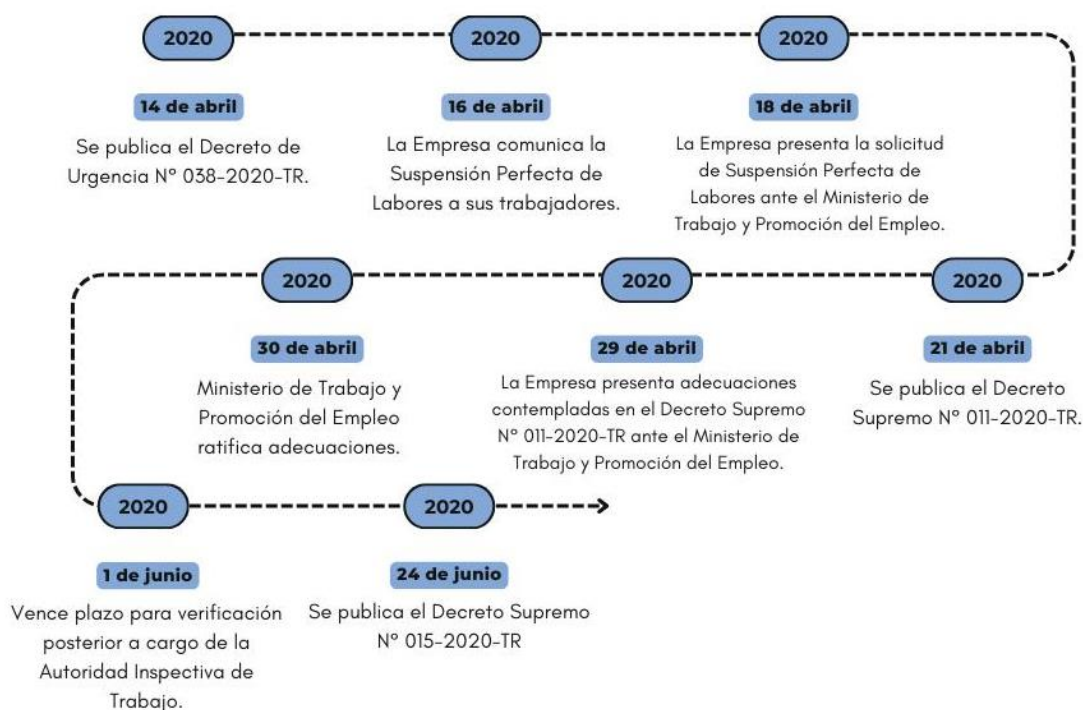 2020
14 de abril
Se publica el Decreto de
Urgencia N° 038-2020-TR.
2020
16 de abril
La Empresa comunica la
Suspensión Perfecta de
Labores a sus trabajadores.
2020
18 de abril
La Empresa presenta la solicitud
de Suspensión Perfecta de
Labores ante el Ministerio de
Trabajo y Promoción del Empleo.
2020
21 de abril
Se publica el Decreto
Supremo N° 011-2020-TR.
2020
29 de abril
La Empresa presenta adecuaciones
contempladas en el Decreto Supremo
N° 011-2020-TR ante el Ministerio de
Trabajo y Promoción del Empleo.
2020
30 de abril
Ministerio de Trabajo y
Promoción del Empleo
ratifica adecuaciones.
2020
1 de junio
Vence plazo para verificación
posterior a cargo de la
Autoridad Inspectiva de
Trabajo.
2020
24 de junio
Se publica el Decreto Supremo
N° 015-2020-TR